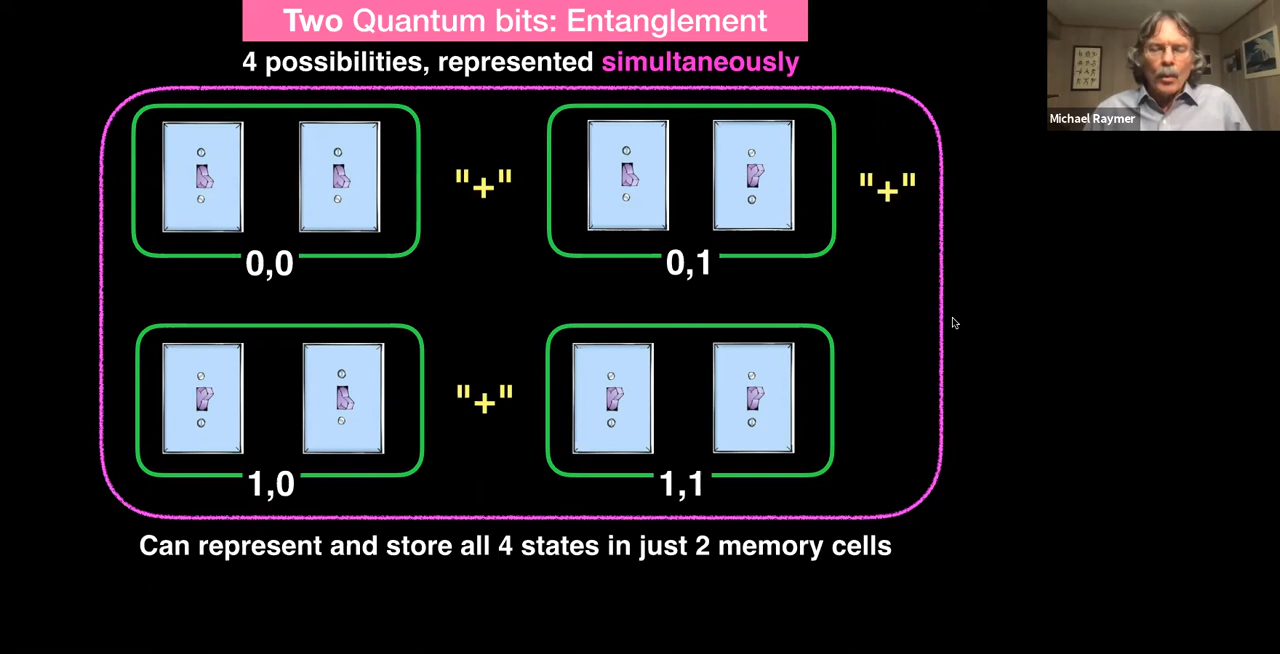 Two Quantum bits: Entanglement
4 possibilities, represented simultaneously
Michael Raymer
"+"
"+"
0,0
0,1
"+"
1,0
1,1
Can represent and store all 4 states in just 2 memory cells